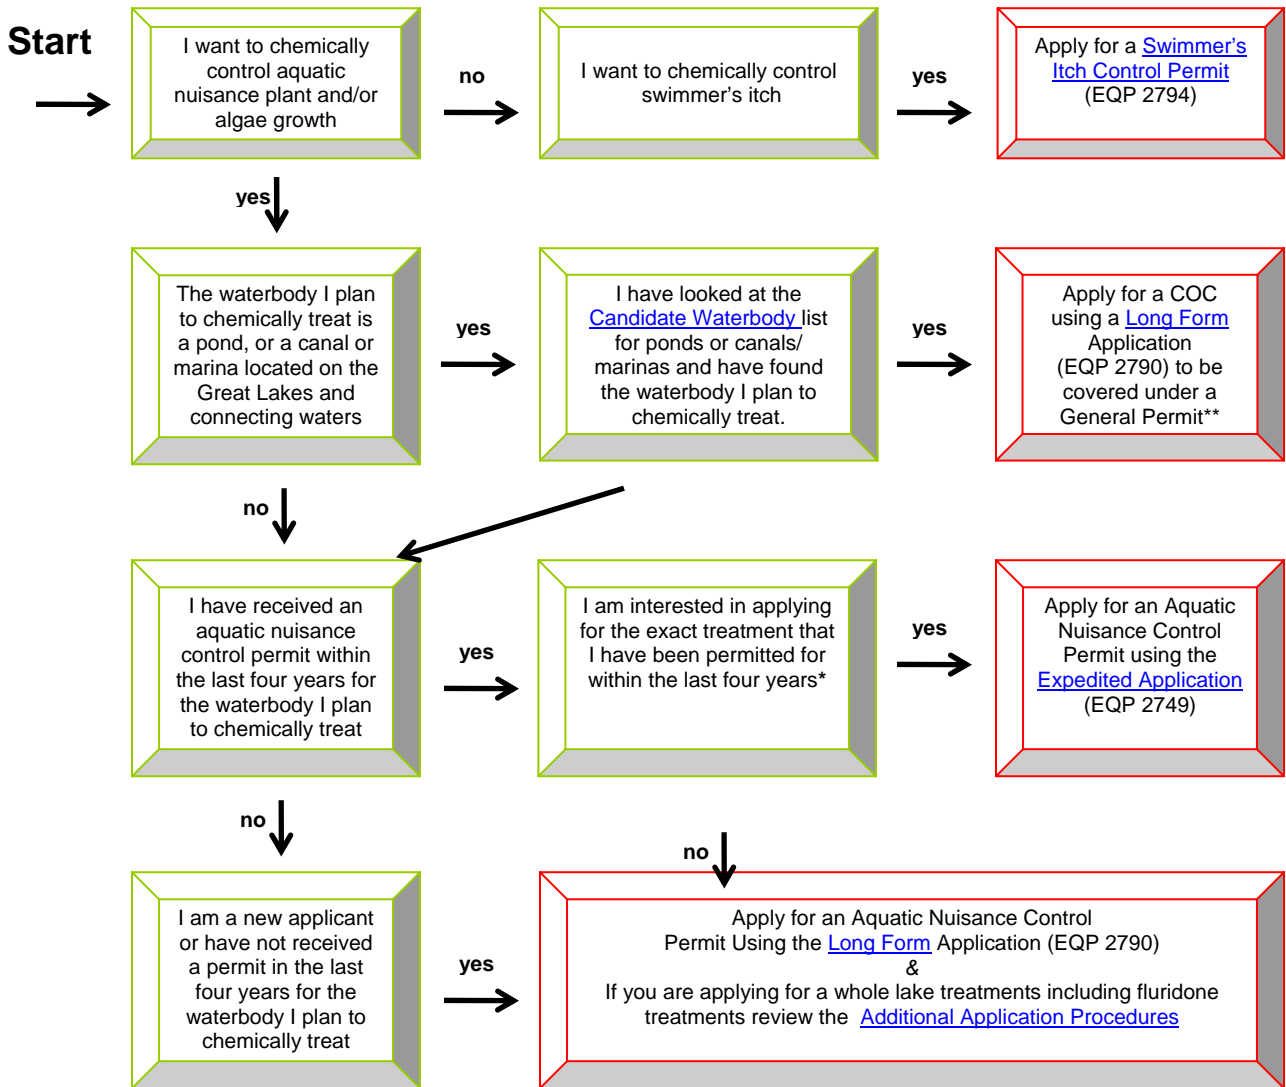 Start
I want to chemically
control aquatic
nuisance plant and/or
algae growth
no
I want to chemically control
swimmer's itch
yes
Apply for a Swimmer's
Itch Control Permit
(EQP 2794)
yes
The waterbody I plan
to chemically treat is
a pond, or a canal or
marina located on the
Great Lakes and
connecting waters
yes
I have looked at the
Candidate Waterbody list
for ponds or canals/
marinas and have found
the waterbody I plan to
chemically treat.
yes
Apply for a COC
using a Long Form
Application
(EQP 2790) to be
covered under a
General Permit**
no
I have received an
aquatic nuisance
control permit within
the last four years for
the waterbody I plan
to chemically treat
yes
I am interested in applying
for the exact treatment that
I have been permitted for
within the last four years*
yes
Apply for an Aquatic
Nuisance Control
Permit using the
Expedited Application
(EQP 2749)
no
no
I am a new applicant
or have not received
a permit in the last
four years for the
waterbody I plan to
chemically treat
yes
Apply for an Aquatic Nuisance Control
Permit Using the Long Form Application (EQP 2790)
&
If you are applying for a whole lake treatments including fluridone
treatments review the Additional Application Procedures